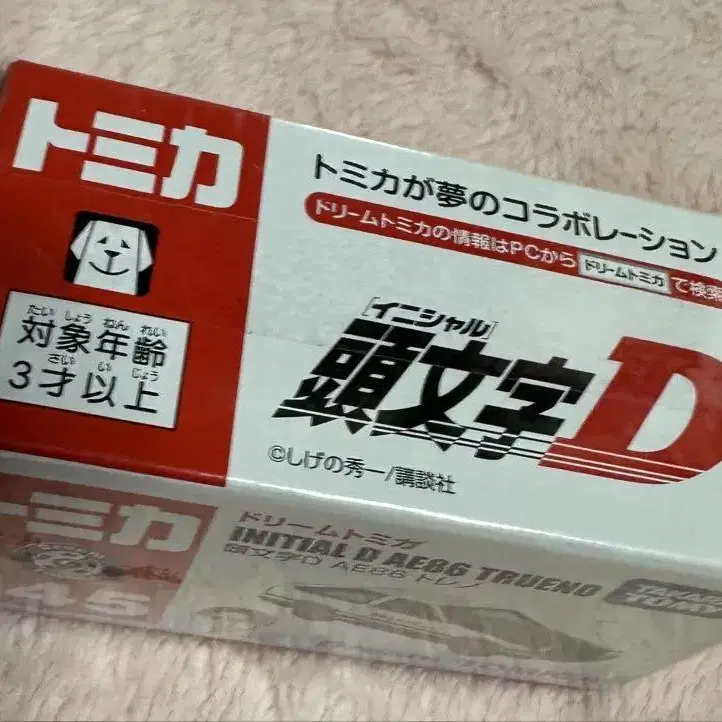 トミカ
たいしょう ねん れい
対象年齢
さい い じょう
3才以上
トミカが夢のコラボレーション
ドリームトミカの情報はPCから ドリームトミカ で検索
[イニシャル]
頭文字D
©しげの秀一/講談社
トミカ
ドリームトミカ
INITIAL D AE86 TRUENO
頭文字D AE86 トレノ
TOMY